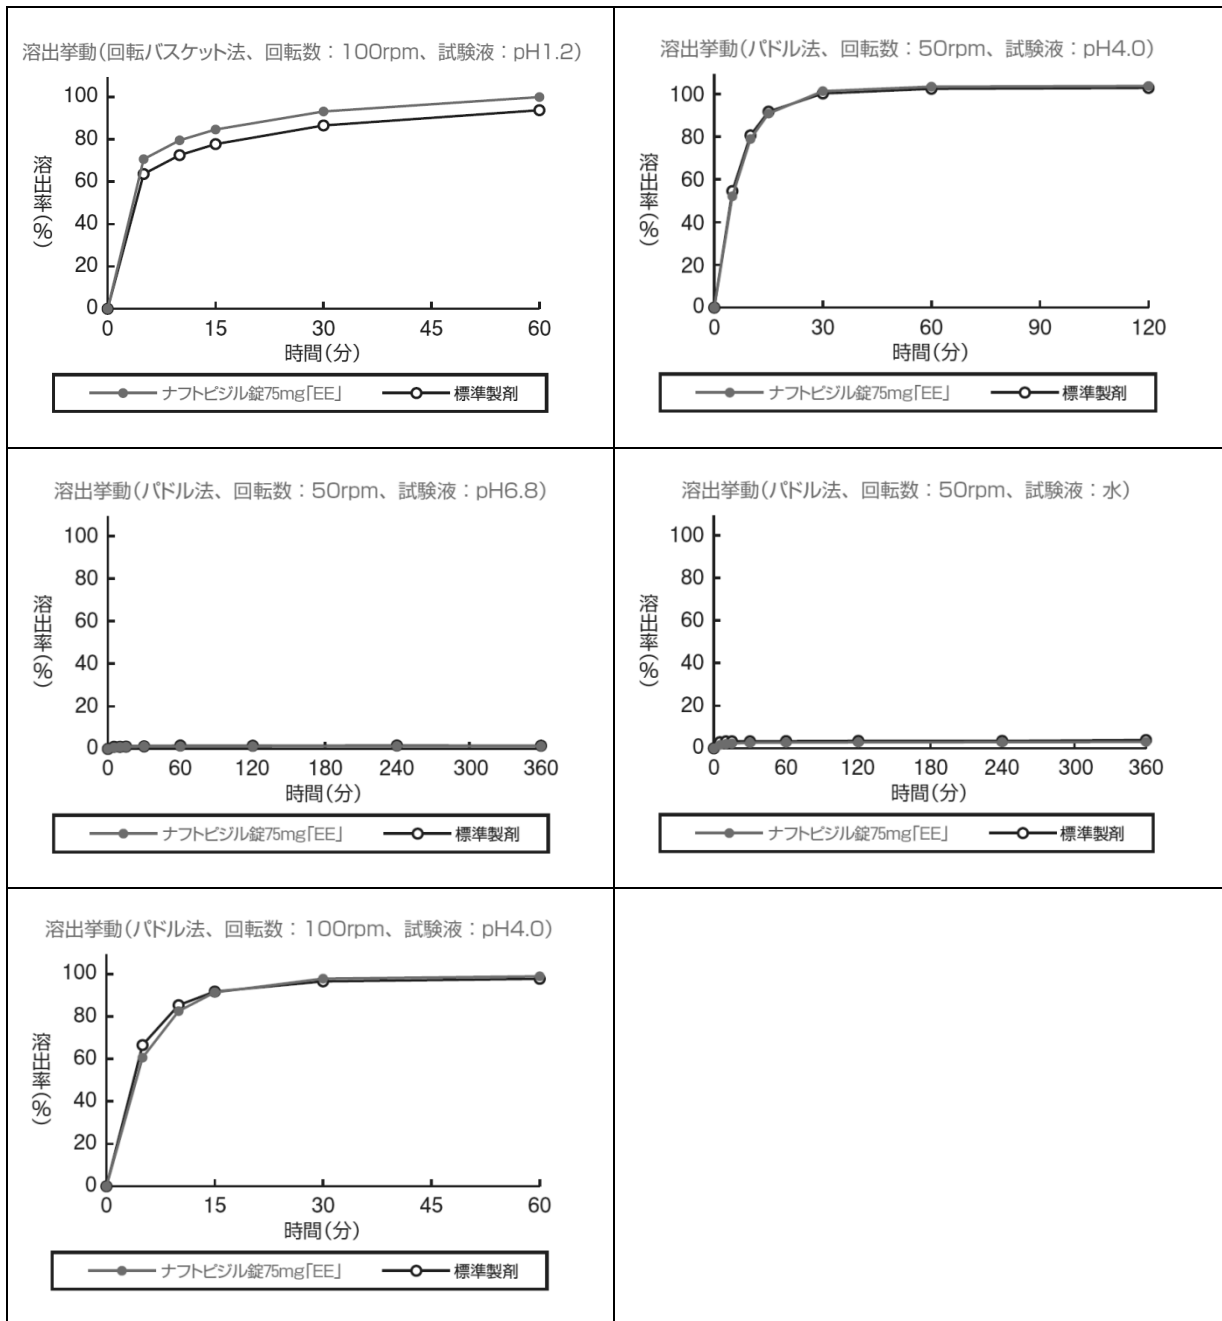 溶出挙動(回転バスケット法、回転数：100rpm、試験液：pH1.2)
100
80
60
40
20
0
溶出率(%)
0 15 30 45 60
時間(分)
ナフトピジル錠75mg「EE」 標準製剤
溶出挙動(パドル法、回転数：50rpm、試験液：pH4.0)
100
80
60
40
20
0
溶出率(%)
0 30 60 90 120
時間(分)
ナフトピジル錠75mg「EE」 標準製剤
溶出挙動(パドル法、回転数：50rpm、試験液：pH6.8)
100
80
60
40
20
0
溶出率(%)
0 60 120 180 240 300 360
時間(分)
ナフトピジル錠75mg「EE」 標準製剤
溶出挙動(パドル法、回転数：50rpm、試験液：水)
100
80
60
40
20
0
溶出率(%)
0 60 120 180 240 300 360
時間(分)
ナフトピジル錠75mg「EE」 標準製剤
溶出挙動(パドル法、回転数：100rpm、試験液：pH4.0)
100
80
60
40
20
0
溶出率(%)
0 15 30 45 60
時間(分)
ナフトピジル錠75mg「EE」 標準製剤